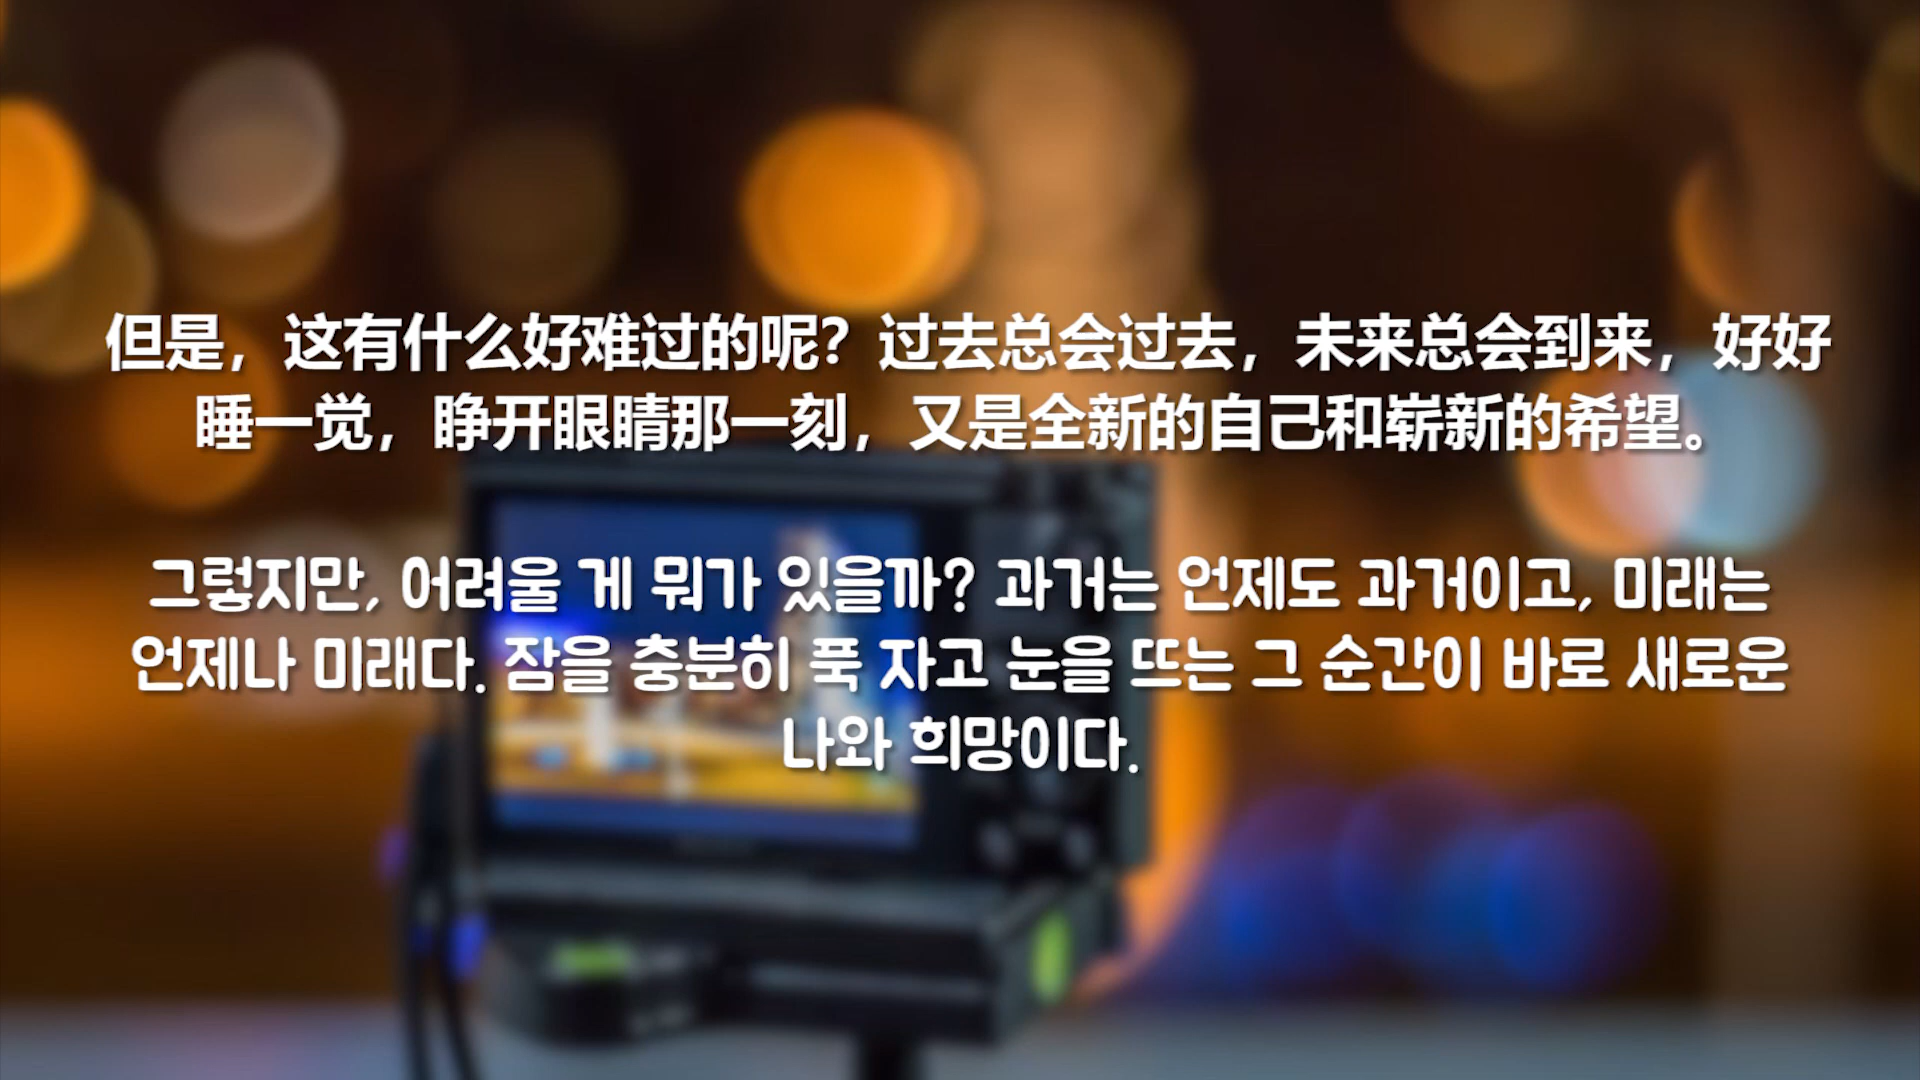 但是，这有什么好难过的呢？过去总会过去，未来总会到来，好好
睡一觉，睁开眼睛那一刻，又是全新的自己和崭新的希望。
그렇지만, 어려울 게 뭐가 있을까? 과거는 언제도 과거이고, 미래는
언제나 미래다. 잠을 충분히 푹 자고 눈을 뜨는 그 순간이 바로 새로운
나와 희망이다.